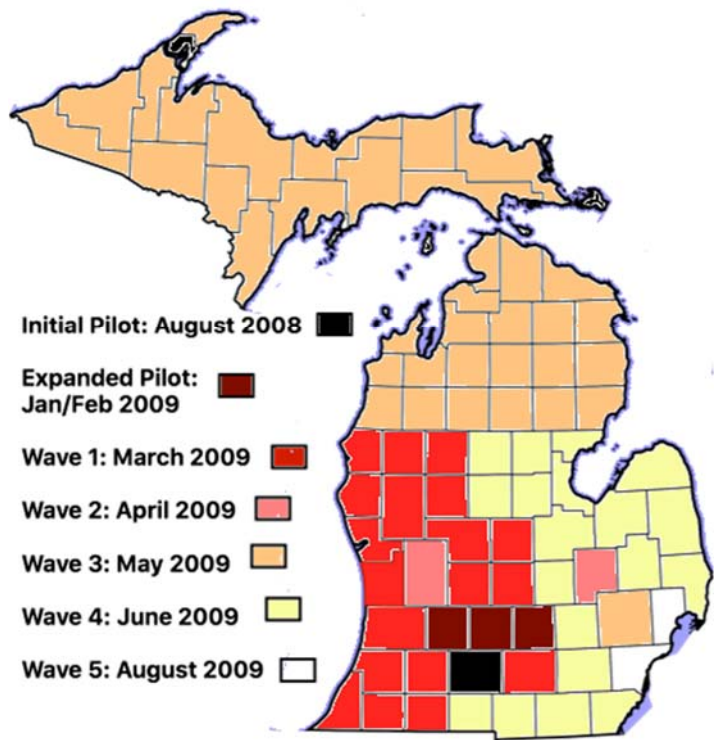 Initial Pilot: August 2008
Expanded Pilot:
Jan/Feb 2009
Wave 1: March 2009
Wave 2: April 2009
Wave 3: May 2009
Wave 4: June 2009
Wave 5: August 2009